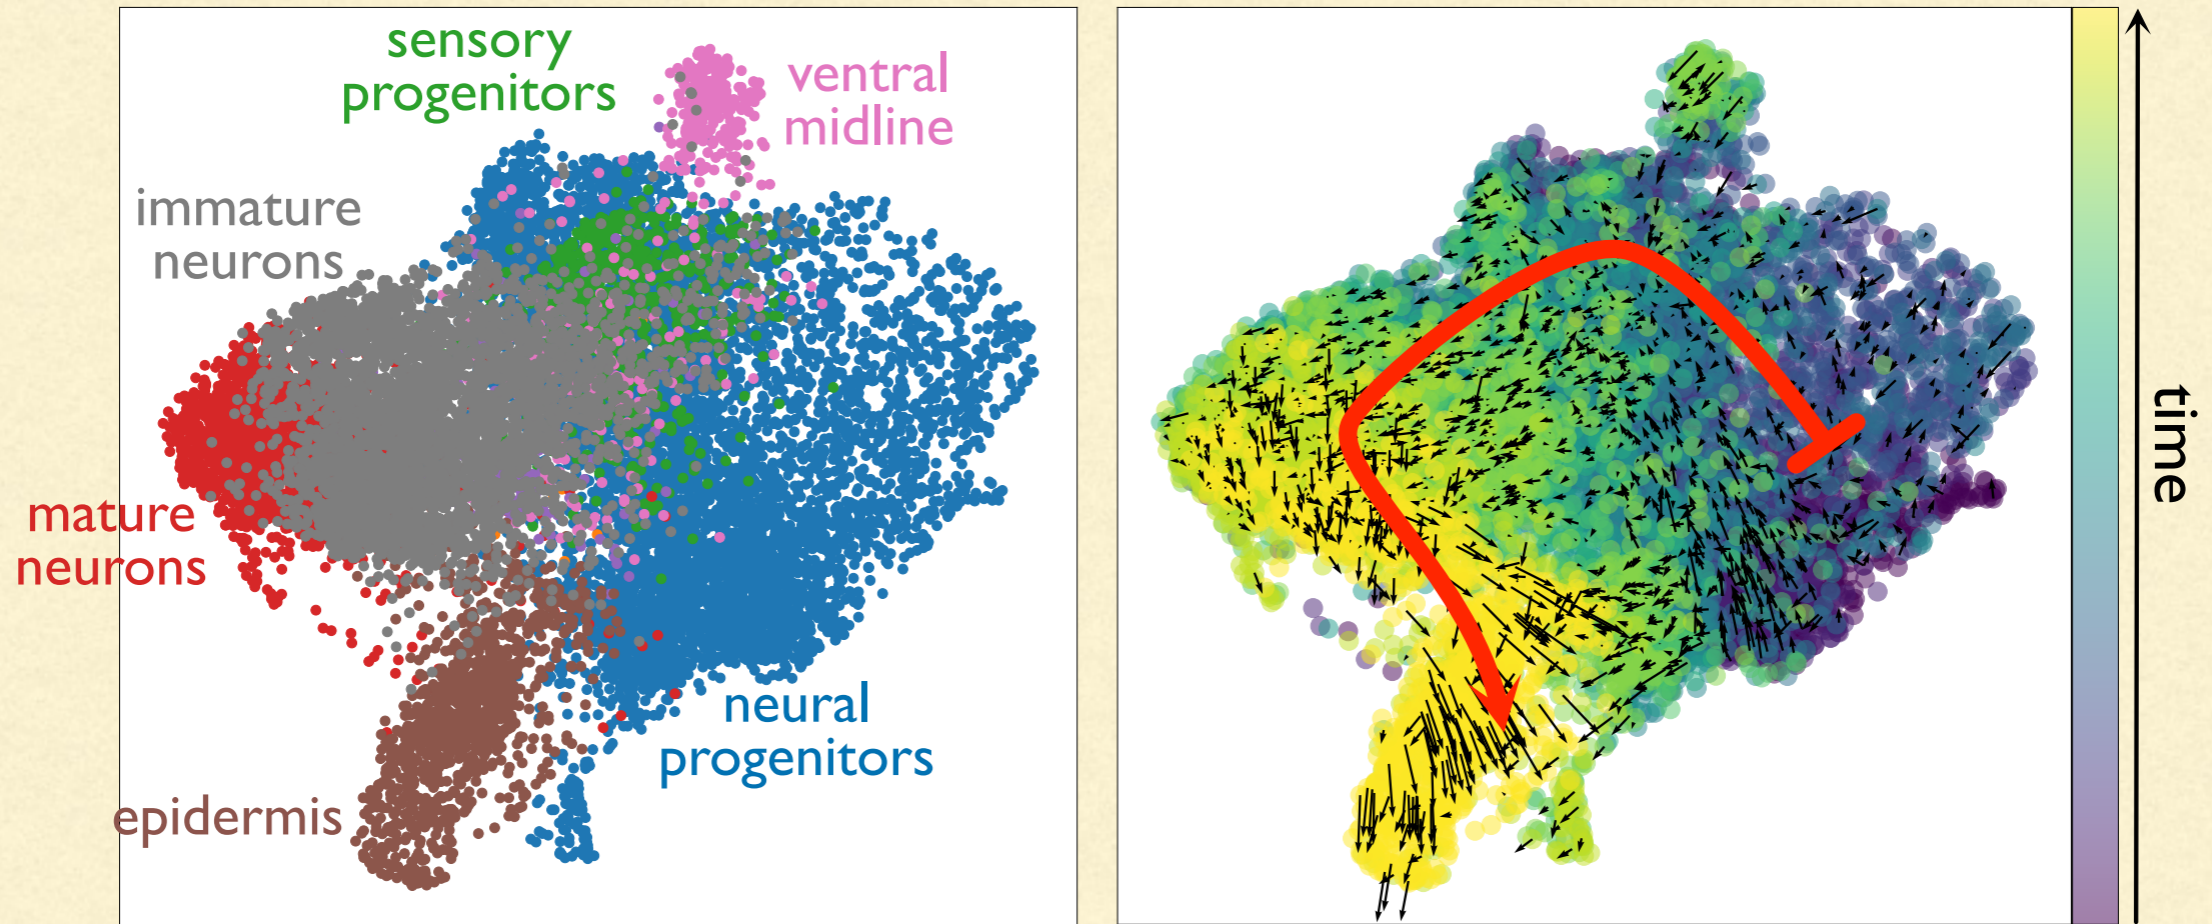 sensory
progenitors
ventral
midline
immature
neurons
mature
neurons
neural
progenitors
epidermis
time